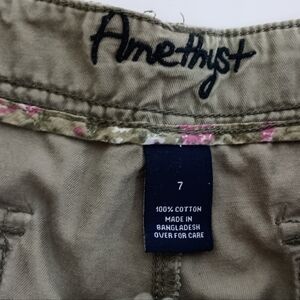 Amethyst
7
100% COTTON
MADE IN
BANGLADESH
OVER FOR CARE